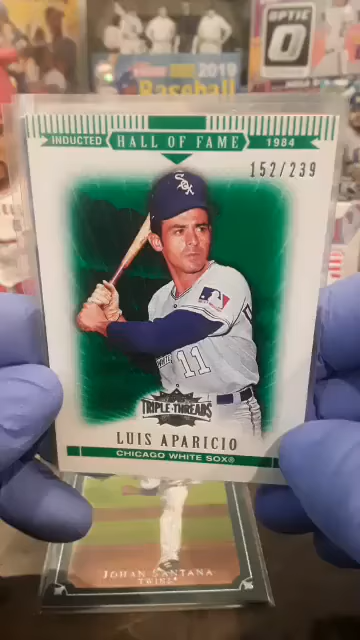 OPTIC
2019
Baseball
INDUCTED HALL OF FAME 1984
152/239
SOX
11
TRIPLE THREADS
LUIS APARICIO
CHICAGO WHITE SOX®
JOHAN SANTANA
TWINS®